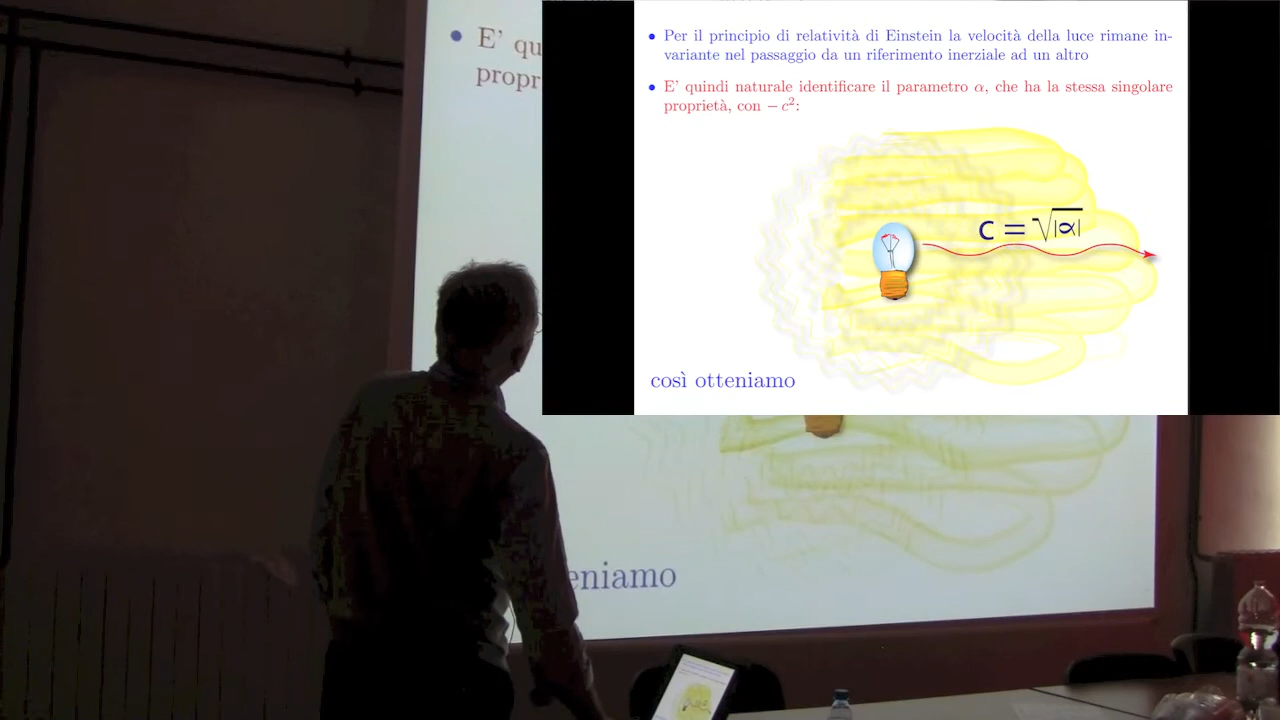 E' qu
propr
• Per il principio di relatività di Einstein la velocità della luce rimane in-
variante nel passaggio da un riferimento inerziale ad un altro
• E' quindi naturale identificare il parametro α, che ha la stessa singolare
proprietà, con − c²:
c = √|α|
così otteniamo
eniamo